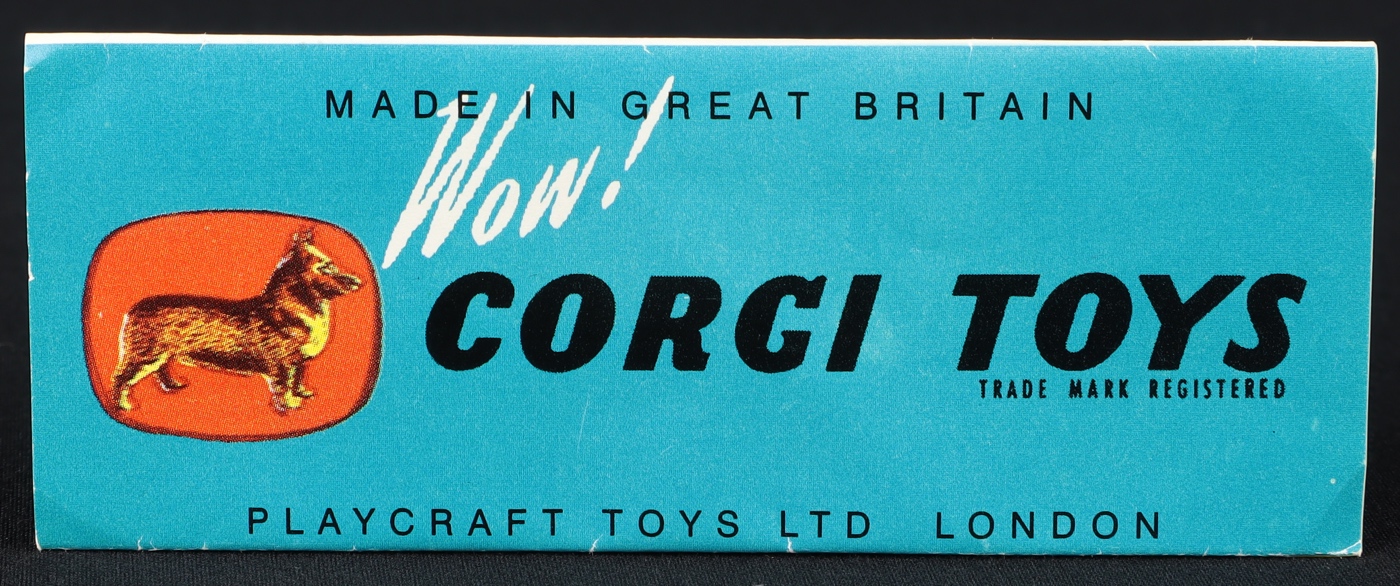 MADE IN GREAT BRITAIN
Wow!
CORGI TOYS
TRADE MARK REGISTERED
PLAYCRAFT TOYS LTD LONDON